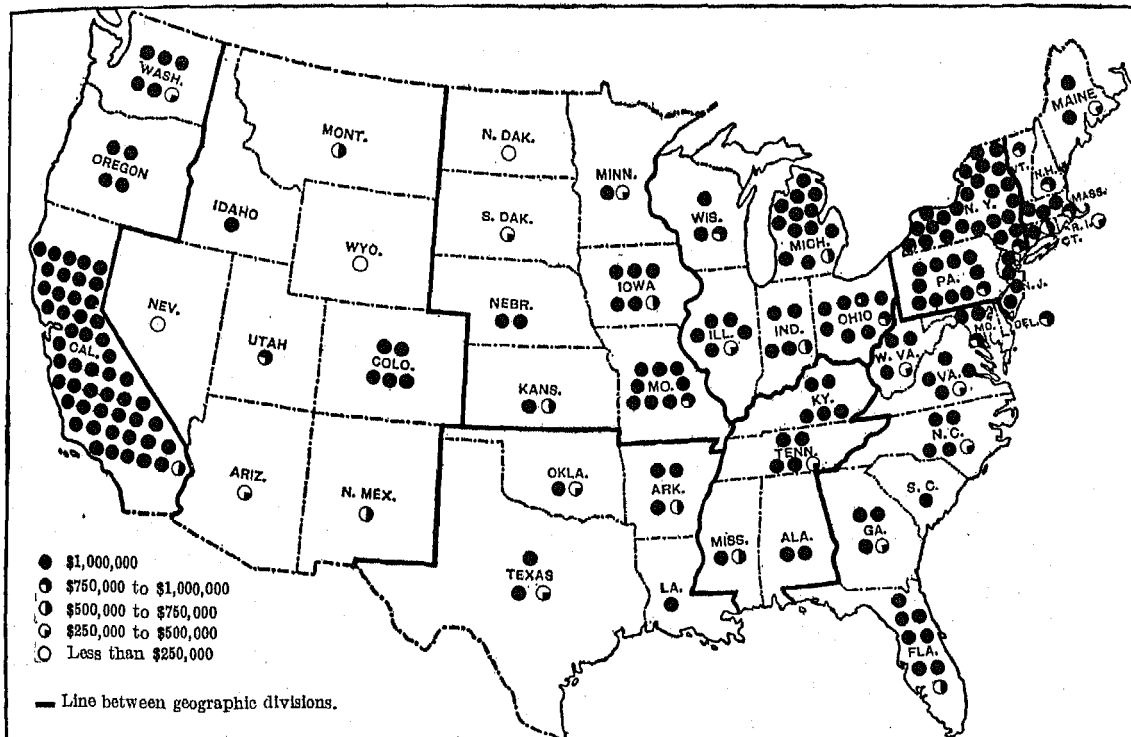 WASH.
MONT.
N. DAK.
MINN.
MAINE
OREGON
IDAHO
S. DAK.
WIS.
MICH.
VT.
N.H.
N. Y.
MASS.
R.I.
CT.
WYO.
IOWA
PA.
N.J.
NEV.
NEBR.
OHIO
UTAH
ILL.
IND.
MD.
DEL.
CAL.
COLO.
W. VA.
VA.
KANS.
MO.
KY.
N.C.
TENN.
ARIZ.
N. MEX.
OKLA.
ARK.
S. C.
GA.
MISS.
ALA.
TEXAS
LA.
FLA.
$1,000,000
$750,000 to $1,000,000
$500,000 to $750,000
$250,000 to $500,000
Less than $250,000
Line between geographic divisions.